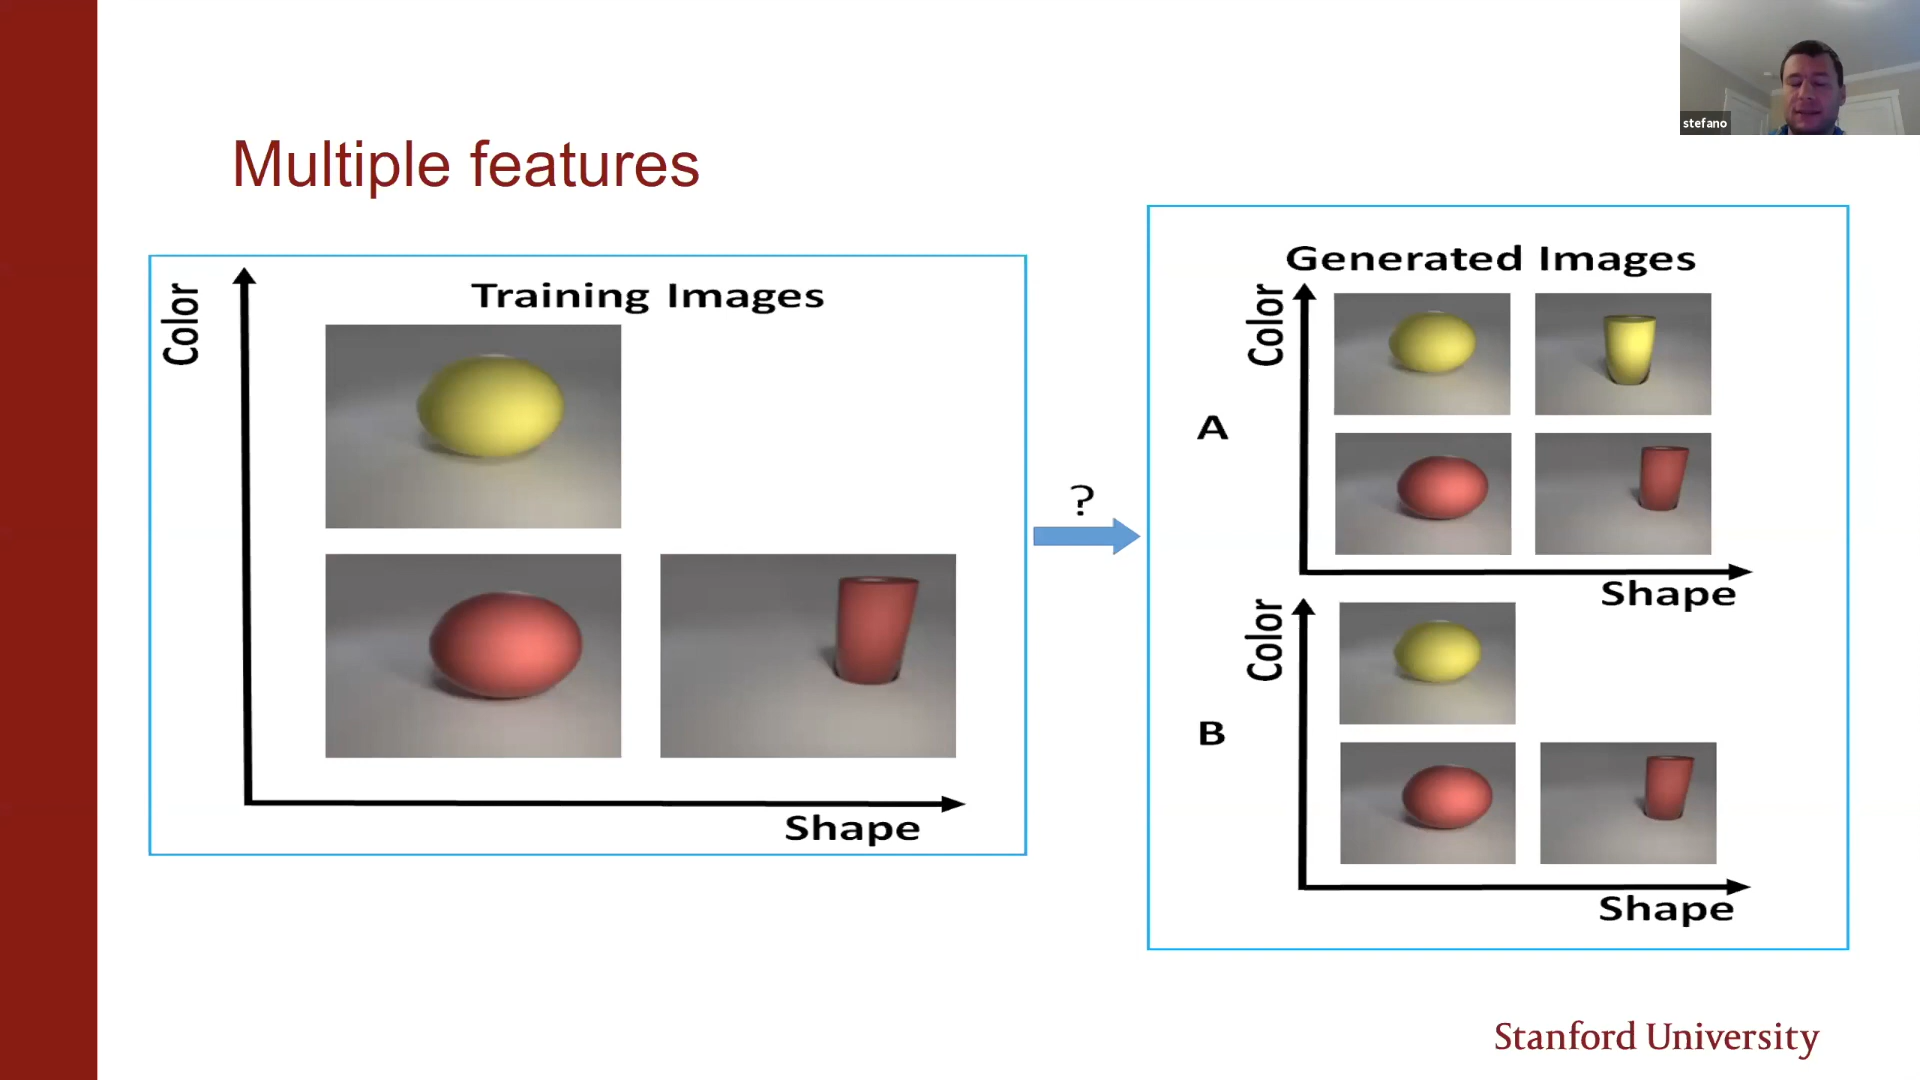 stefano
Multiple features
Color
Training Images
Shape
?
Generated Images
Color
A
Shape
Color
B
Shape
Stanford University